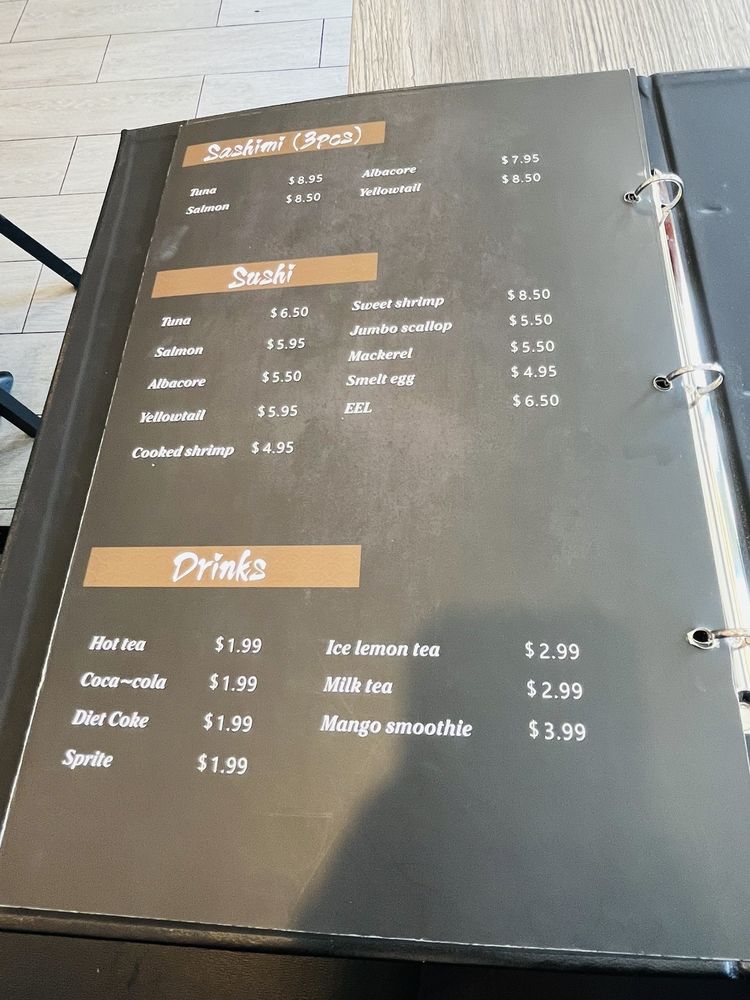 Sashimi (3pcs)
Tuna $8.95
Salmon $8.50
Albacore $7.95
Yellowtail $8.50
Sushi
Tuna $6.50
Salmon $5.95
Albacore $5.50
Yellowtail $5.95
Cooked shrimp $4.95
Sweet shrimp $8.50
Jumbo scallop $5.50
Mackerel $5.50
Smelt egg $4.95
EEL $6.50
Drinks
Hot tea $1.99
Coca~cola $1.99
Diet Coke $1.99
Sprite $1.99
Ice lemon tea $2.99
Milk tea $2.99
Mango smoothie $3.99